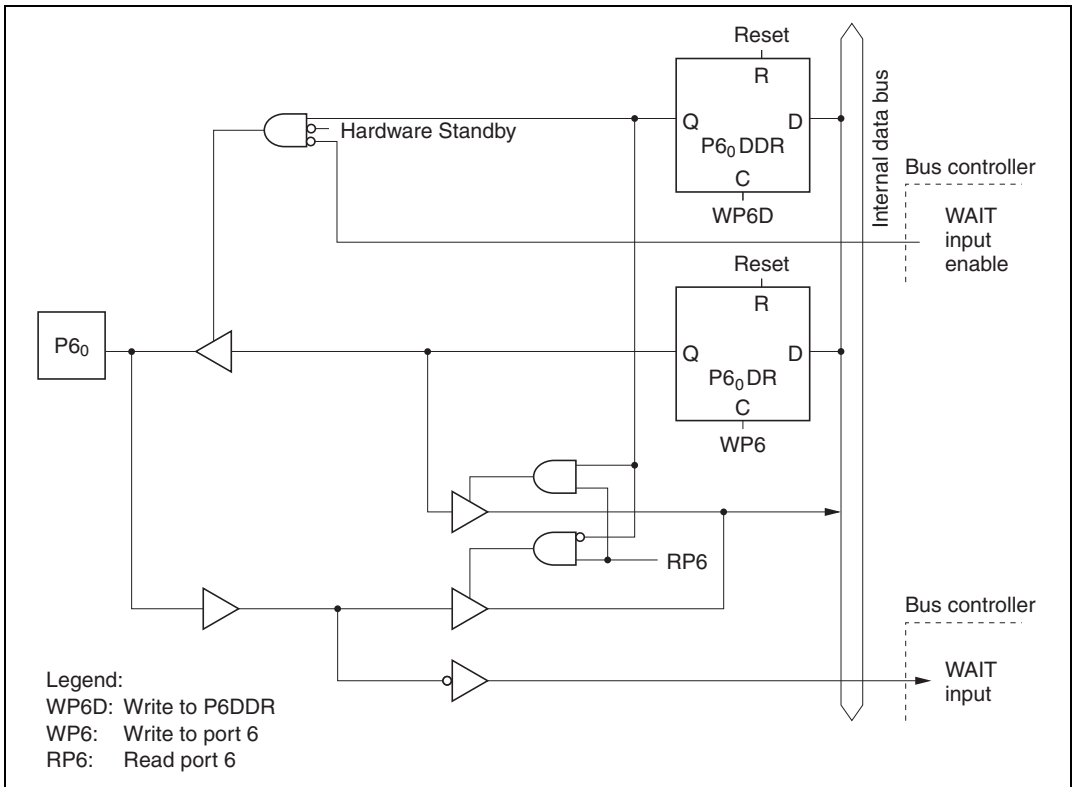 Reset
R
Hardware Standby
Q
D
P6₀DDR
C
WP6D
Internal data bus
Bus controller
WAIT
input
enable
Reset
R
P6₀
Q
D
P6₀DR
C
WP6
RP6
Bus controller
WAIT
input
Legend:
WP6D: Write to P6DDR
WP6: Write to port 6
RP6: Read port 6